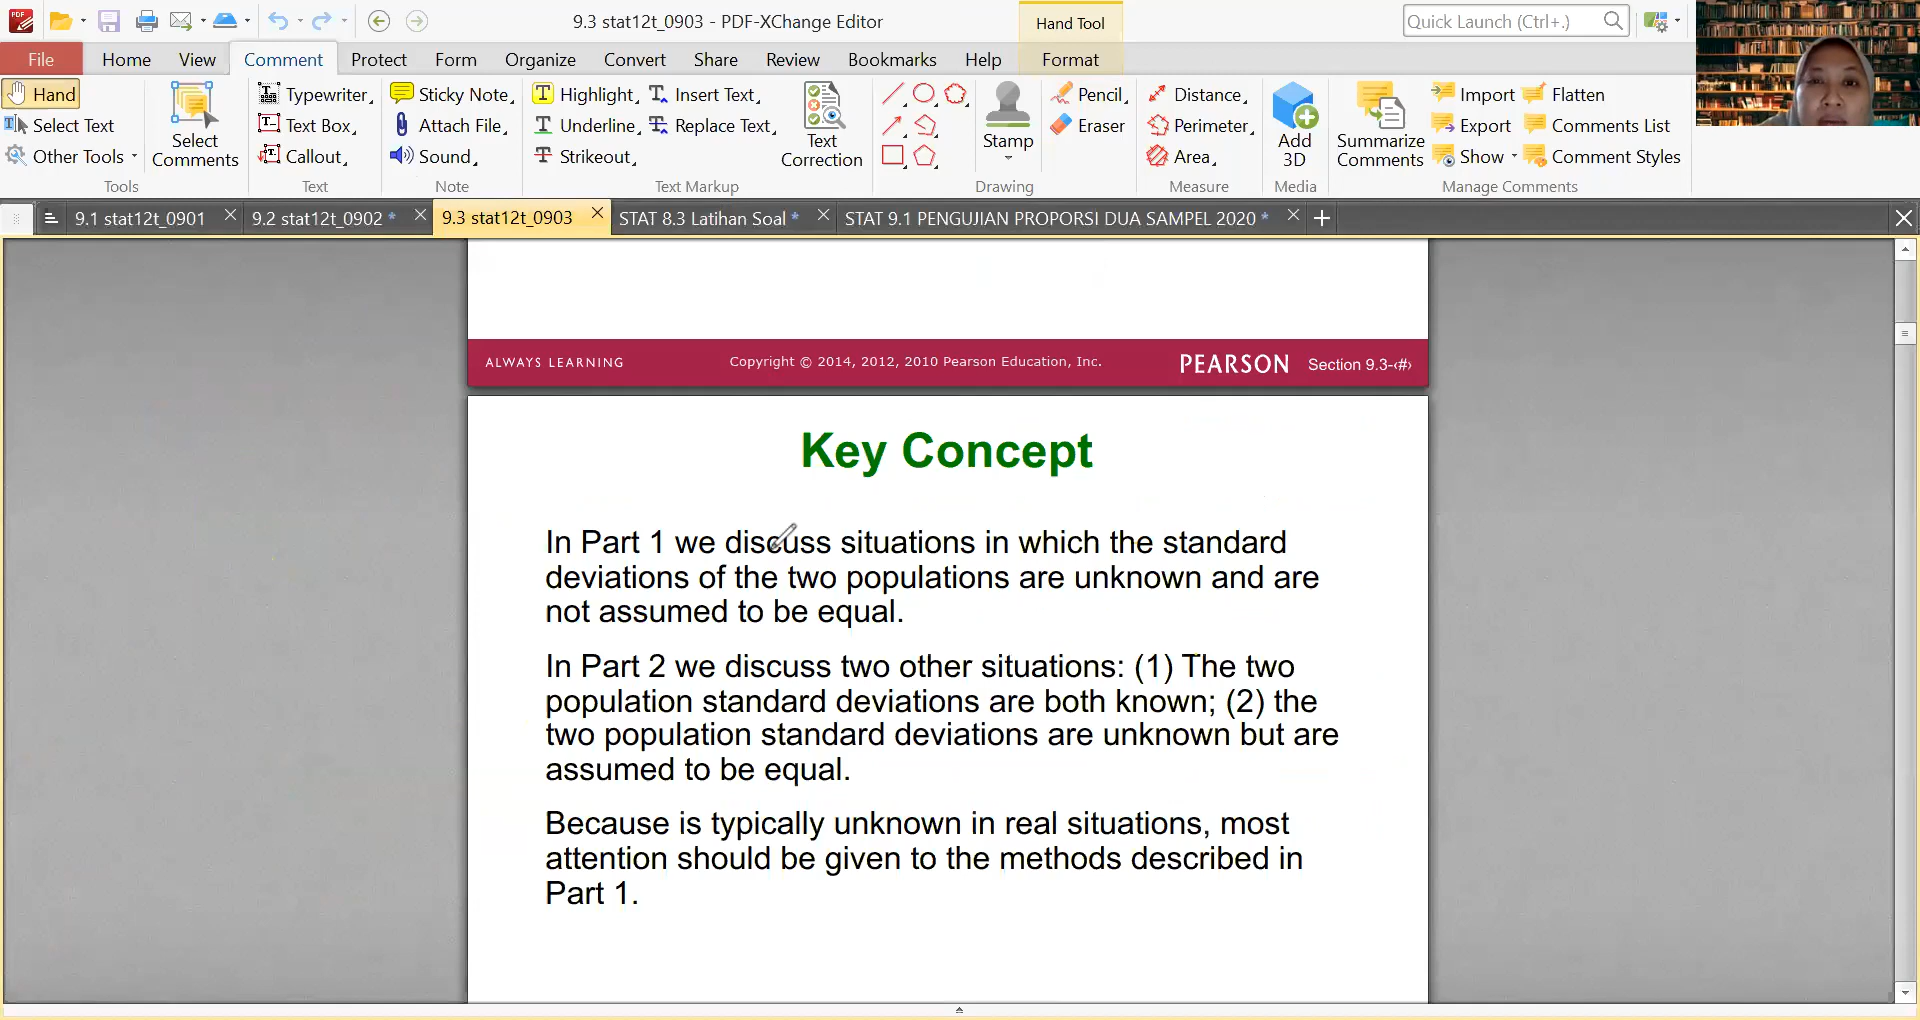 9.3 stat12t_0903 - PDF-XChange Editor
Hand Tool
Quick Launch (Ctrl+.)
File Home View Comment Protect Form Organize Convert Share Review Bookmarks Help Format
Hand
Select Text
Other Tools
Select Comments
Tools
Typewriter
Text Box
Callout
Text
Sticky Note
Attach File
Sound
Note
Highlight
Underline
Strikeout
Insert Text
Replace Text
Text Correction
Text Markup
Stamp
Pencil
Eraser
Drawing
Distance
Perimeter
Area
Measure
Add 3D
Media
Summarize Comments
Import
Export
Show
Flatten
Comments List
Comment Styles
Manage Comments
9.1 stat12t_0901
9.2 stat12t_0902 *
9.3 stat12t_0903
STAT 8.3 Latihan Soal *
STAT 9.1 PENGUJIAN PROPORSI DUA SAMPEL 2020 *
ALWAYS LEARNING Copyright © 2014, 2012, 2010 Pearson Education, Inc. PEARSON Section 9.3-‹#›
Key Concept
In Part 1 we discuss situations in which the standard
deviations of the two populations are unknown and are
not assumed to be equal.
In Part 2 we discuss two other situations: (1) The two
population standard deviations are both known; (2) the
two population standard deviations are unknown but are
assumed to be equal.
Because is typically unknown in real situations, most
attention should be given to the methods described in
Part 1.